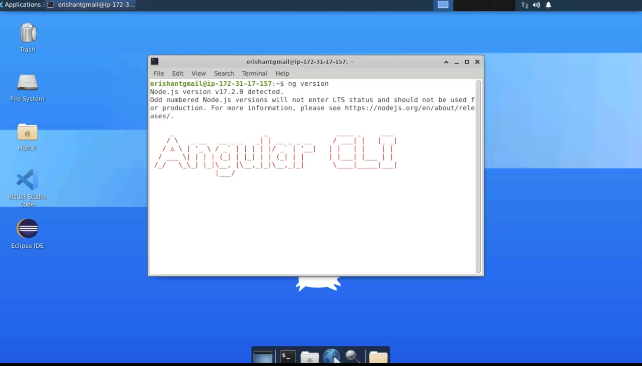 Applications : erishantgmail@ip-172-3...
Trash
File System
Home
Visual Studio
Code
Eclipse IDE
erishantgmail@ip-172-31-17-157: ~
File Edit View Search Terminal Help
erishantgmail@ip-172-31-17-157:~$ ng version
Node.js version v17.2.0 detected.
Odd numbered Node.js versions will not enter LTS status and should not be used f
or production. For more information, please see https://nodejs.org/en/about/rele
ases/.
Angular CLI